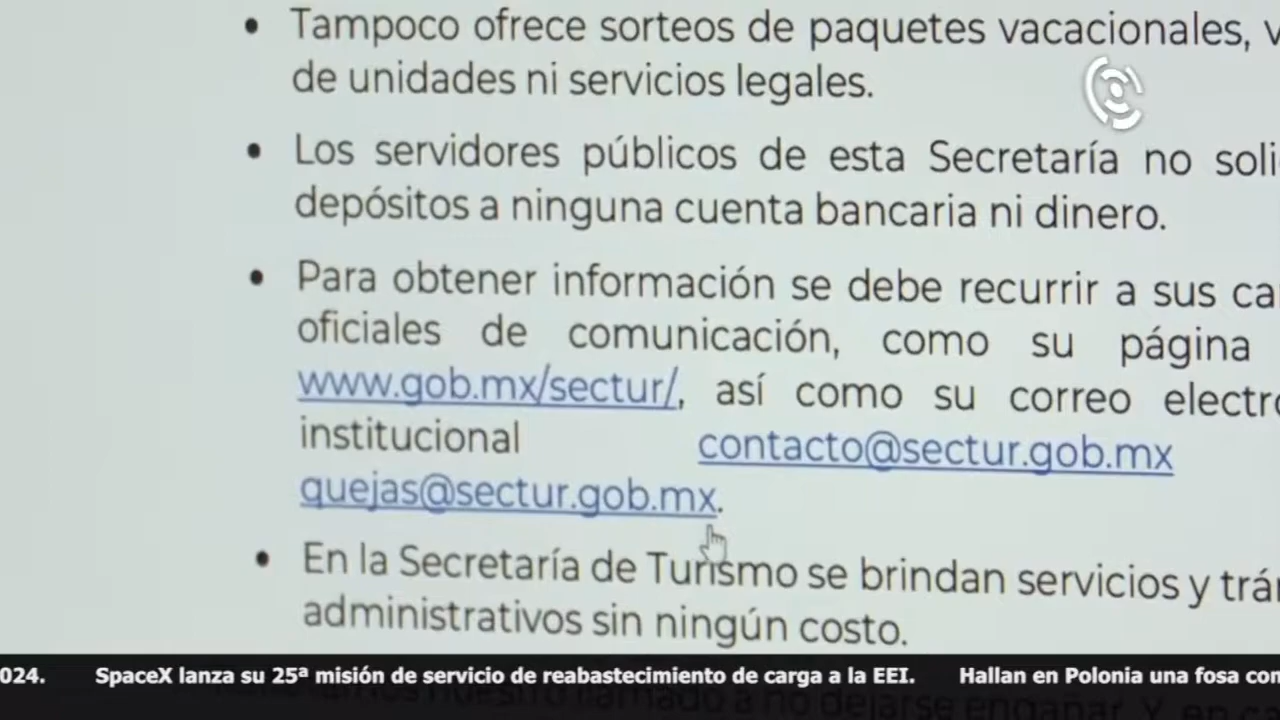 • Tampoco ofrece sorteos de paquetes vacacionales,
de unidades ni servicios legales.
• Los servidores públicos de esta Secretaría no
depósitos a ninguna cuenta bancaria ni dinero.
• Para obtener información se debe recurrir a sus
oficiales de comunicación, como su página
www.gob.mx/sectur/, así como su correo
institucional contacto@sectur.gob.mx
quejas@sectur.gob.mx.
• En la Secretaría de Turismo se brindan servicios y
administrativos sin ningún costo.
024. SpaceX lanza su 25ª misión de servicio de reabastecimiento de carga a la EEI. Hallan en Polonia una fosa